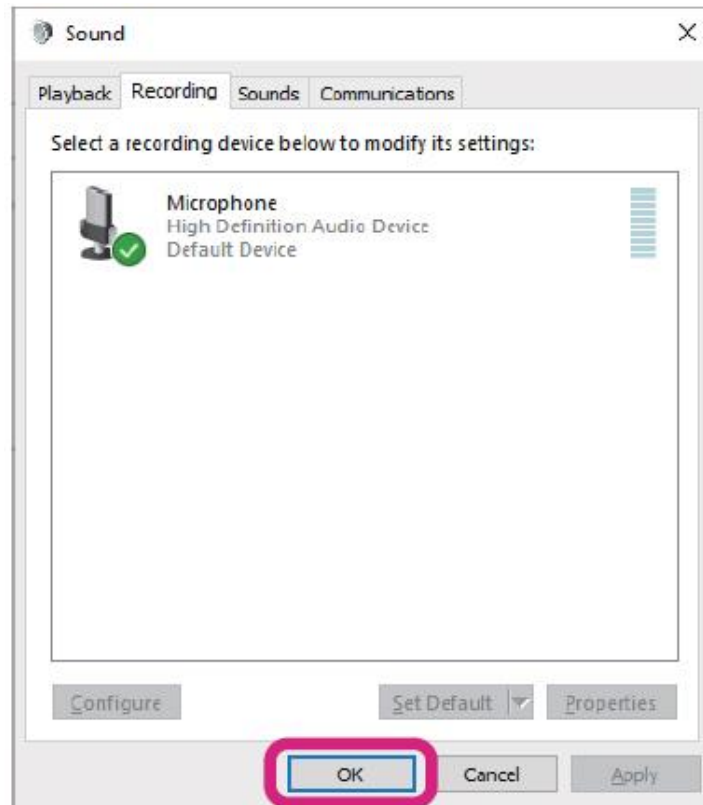 Sound
Playback Recording Sounds Communications
Select a recording device below to modify its settings:
Microphone
High Definition Audio Device
Default Device
Configure Set Default Properties
OK Cancel Apply